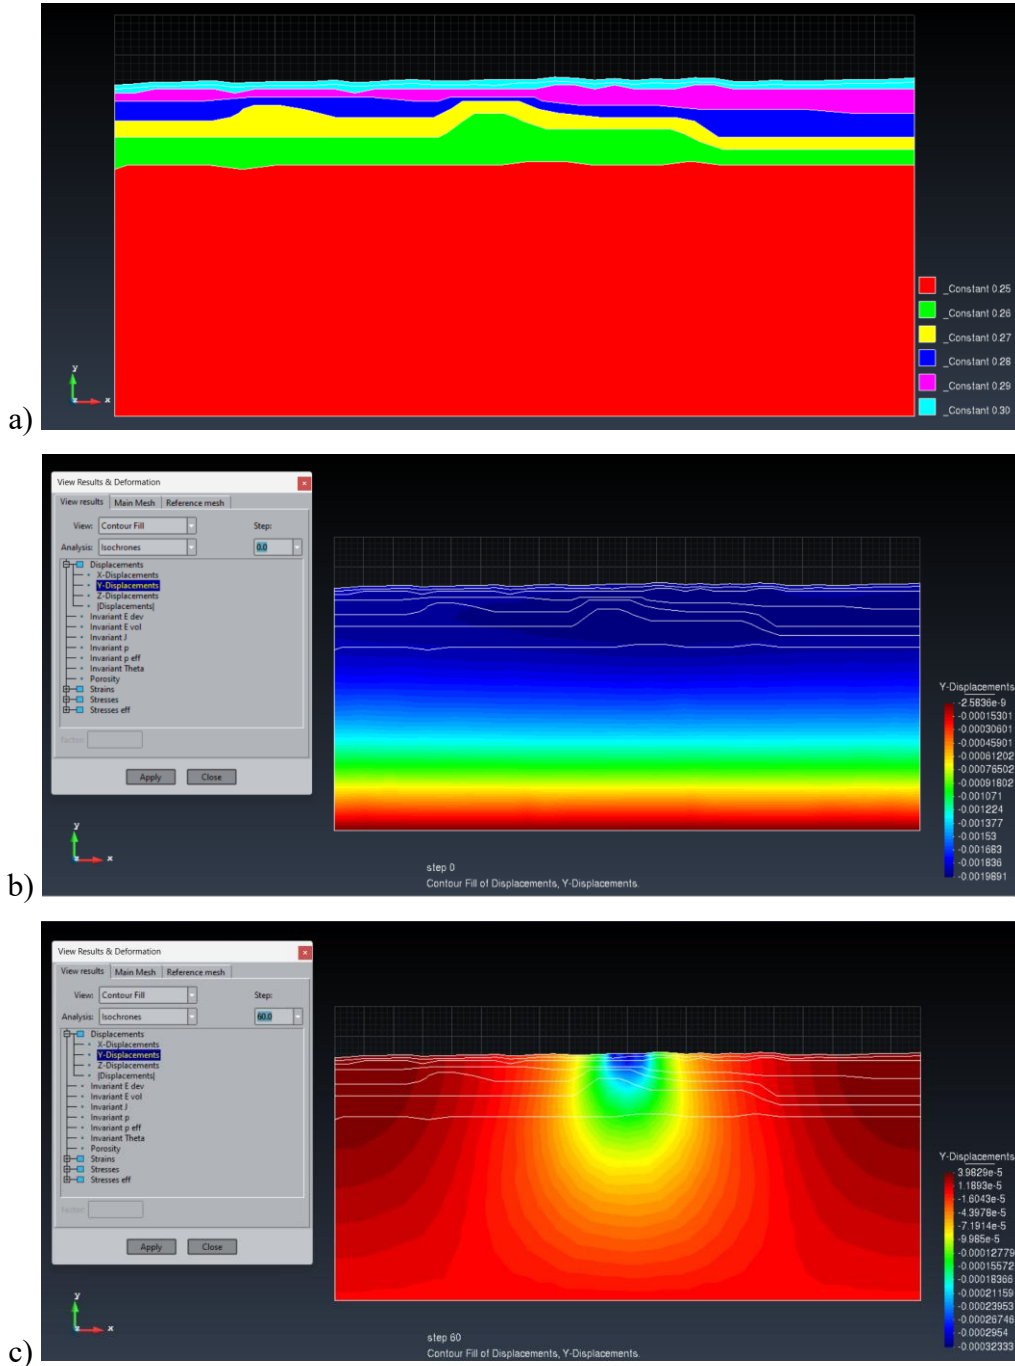 _Constant 0.25
_Constant 0.26
_Constant 0.27
_Constant 0.28
_Constant 0.29
_Constant 0.30
y
z
x
a)
View Results & Deformation
View results Main Mesh Reference mesh
View: Contour Fill Step:
Analysis: Isochrones 0.0
Displacements
X-Displacements
Y-Displacements
Z-Displacements
|Displacements|
Invariant E dev
Invariant E vol
Invariant J
Invariant p
Invariant p eff
Invariant Theta
Porosity
Strains
Stresses
Stresses eff
Factor:
Apply Close
Y-Displacements
-2.5836e-9
-0.00015301
-0.00030601
-0.00045901
-0.00061202
-0.00076502
-0.00091802
-0.001071
-0.001224
-0.001377
-0.00153
-0.001683
-0.001836
-0.0019891
y
z
x
step 0
Contour Fill of Displacements, Y-Displacements.
b)
View Results & Deformation
View results Main Mesh Reference mesh
View: Contour Fill Step:
Analysis: Isochrones 60.0
Displacements
X-Displacements
Y-Displacements
Z-Displacements
|Displacements|
Invariant E dev
Invariant E vol
Invariant J
Invariant p
Invariant p eff
Invariant Theta
Porosity
Strains
Stresses
Stresses eff
Factor:
Apply Close
Y-Displacements
3.9829e-5
1.1893e-5
-1.6043e-5
-4.3978e-5
-7.1914e-5
-9.985e-5
-0.00012779
-0.00015572
-0.00018366
-0.00021159
-0.00023953
-0.00026746
-0.0002954
-0.00032333
y
z
x
step 60
Contour Fill of Displacements, Y-Displacements.
c)